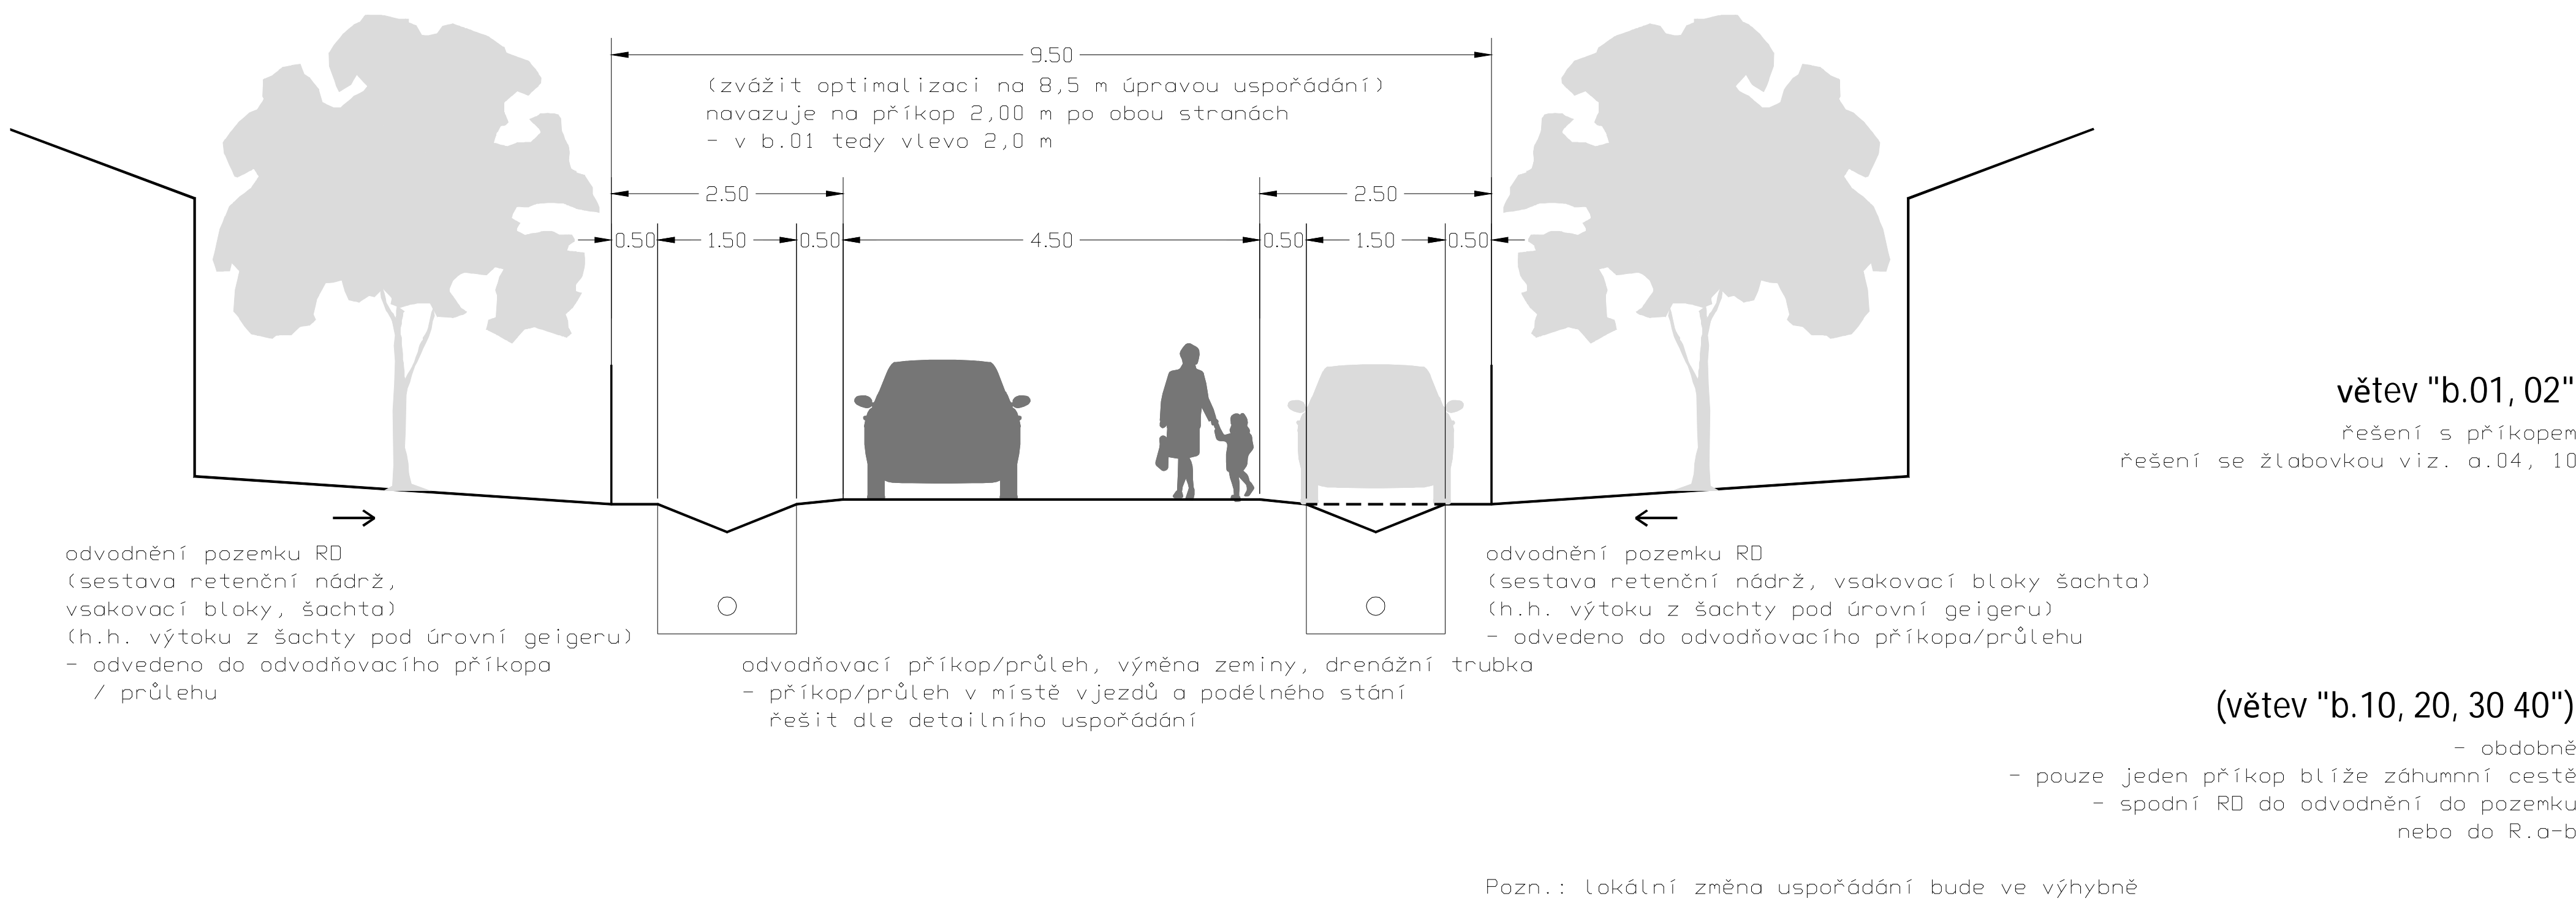 9.50
(zvážit optimalizaci na 8,5 m úpravou uspořádání)
navazuje na příkop 2,00 m po obou stranách
- v b.01 tedy vlevo 2,0 m
2.50
2.50
0.50
1.50
0.50
4.50
0.50
1.50
0.50
větev "b.01, 02"
řešení s příkopem
řešení se žlabovkou viz. a.04, 10
odvodnění pozemku RD
(sestava retenční nádrž,
vsakovací bloky, šachta)
(h.h. výtoku z šachty pod úrovní geigeru)
- odvedeno do odvodňovacího příkopa
/ průlehu
odvodňovací příkop/průleh, výměna zeminy, drenážní trubka
- příkop/průleh v místě vjezdů a podélného stání
řešit dle detailního uspořádání
odvodnění pozemku RD
(sestava retenční nádrž, vsakovací bloky šachta)
(h.h. výtoku z šachty pod úrovní geigeru)
- odvedeno do odvodňovacího příkopa/průlehu
(větev "b.10, 20, 30 40")
- obdobně
- pouze jeden příkop blíže záhumnní cestě
- spodní RD do odvodnění do pozemku
nebo do R.a-b
Pozn.: lokální změna uspořádání bude ve výhybně